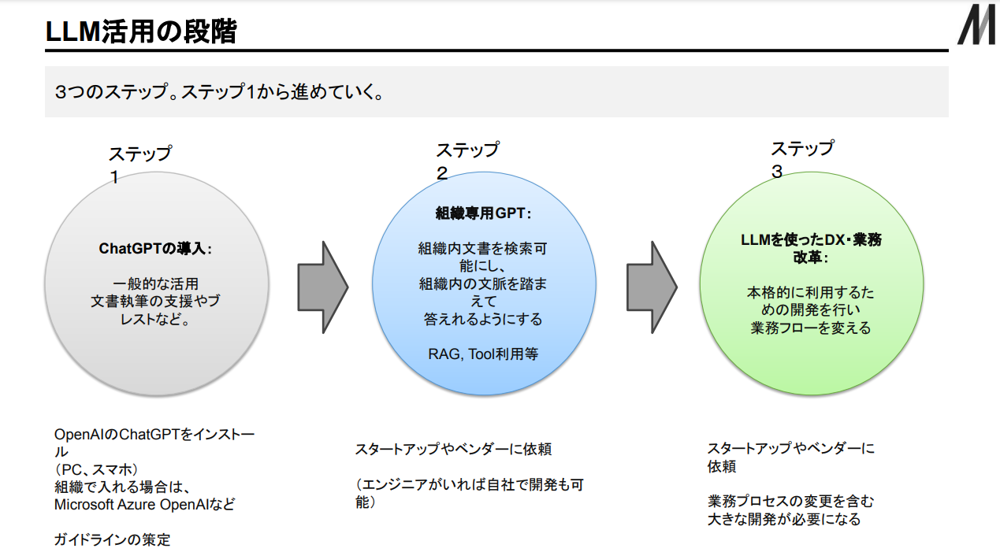 LLM活用の段階
３つのステップ。ステップ1から進めていく。
ステップ
1
ChatGPTの導入：
一般的な活用
文書執筆の支援やブ
レストなど。
OpenAIのChatGPTをインストー
ル
（PC、スマホ）
組織で入れる場合は、
Microsoft Azure OpenAIなど
ガイドラインの策定
ステップ
2
組織専用GPT：
組織内文書を検索可
能にし、
組織内の文脈を踏ま
えて
答えれるようにする
RAG, Tool利用等
スタートアップやベンダーに依頼
（エンジニアがいれば自社で開発も可
能）
ステップ
3
LLMを使ったDX・業務
改革：
本格的に利用するた
めの開発を行い
業務フローを変える
スタートアップやベンダーに
依頼
業務プロセスの変更を含む
大きな開発が必要になる